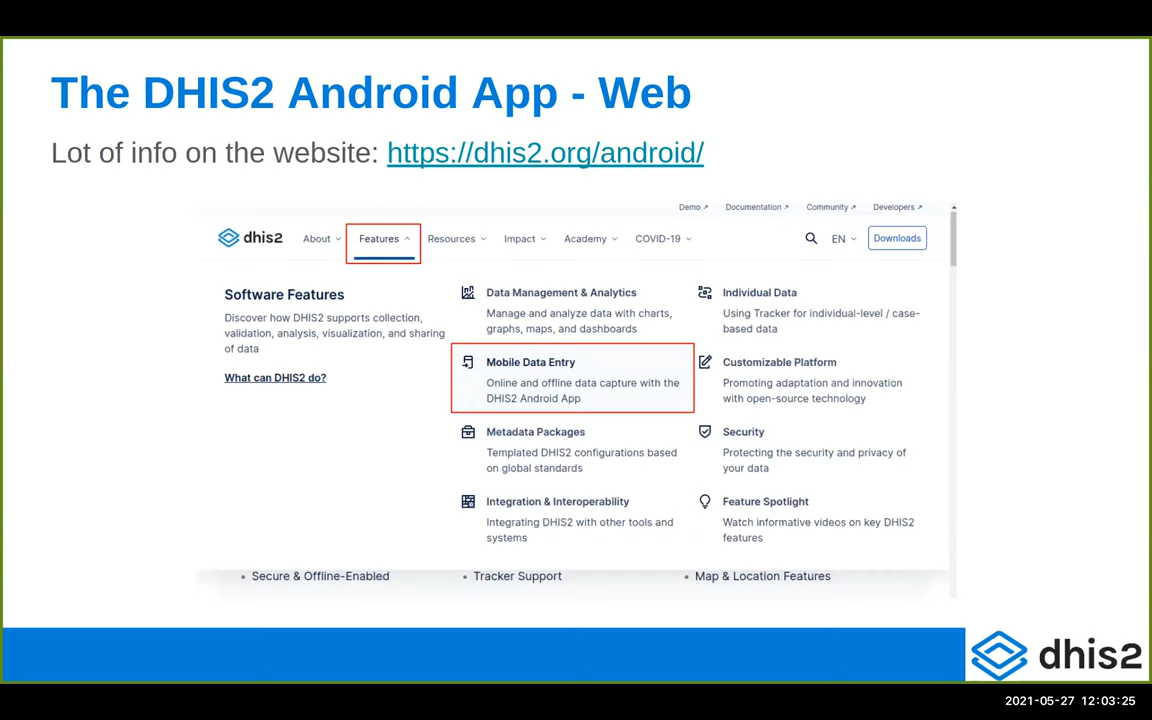 The DHIS2 Android App - Web
Lot of info on the website: https://dhis2.org/android/
Demo ↗ Documentation ↗ Community ↗ Developers ↗
dhis2 About Features Resources Impact Academy COVID-19 EN Downloads
Software Features
Discover how DHIS2 supports collection,
validation, analysis, visualization, and sharing
of data
What can DHIS2 do?
Data Management & Analytics
Manage and analyze data with charts,
graphs, maps, and dashboards
Individual Data
Using Tracker for individual-level / case-
based data
Mobile Data Entry
Online and offline data capture with the
DHIS2 Android App
Customizable Platform
Promoting adaptation and innovation
with open-source technology
Metadata Packages
Templated DHIS2 configurations based
on global standards
Security
Protecting the security and privacy of
your data
Integration & Interoperability
Integrating DHIS2 with other tools and
systems
Feature Spotlight
Watch informative videos on key DHIS2
features
• Secure & Offline-Enabled • Tracker Support • Map & Location Features
dhis2
2021-05-27 12:03:25